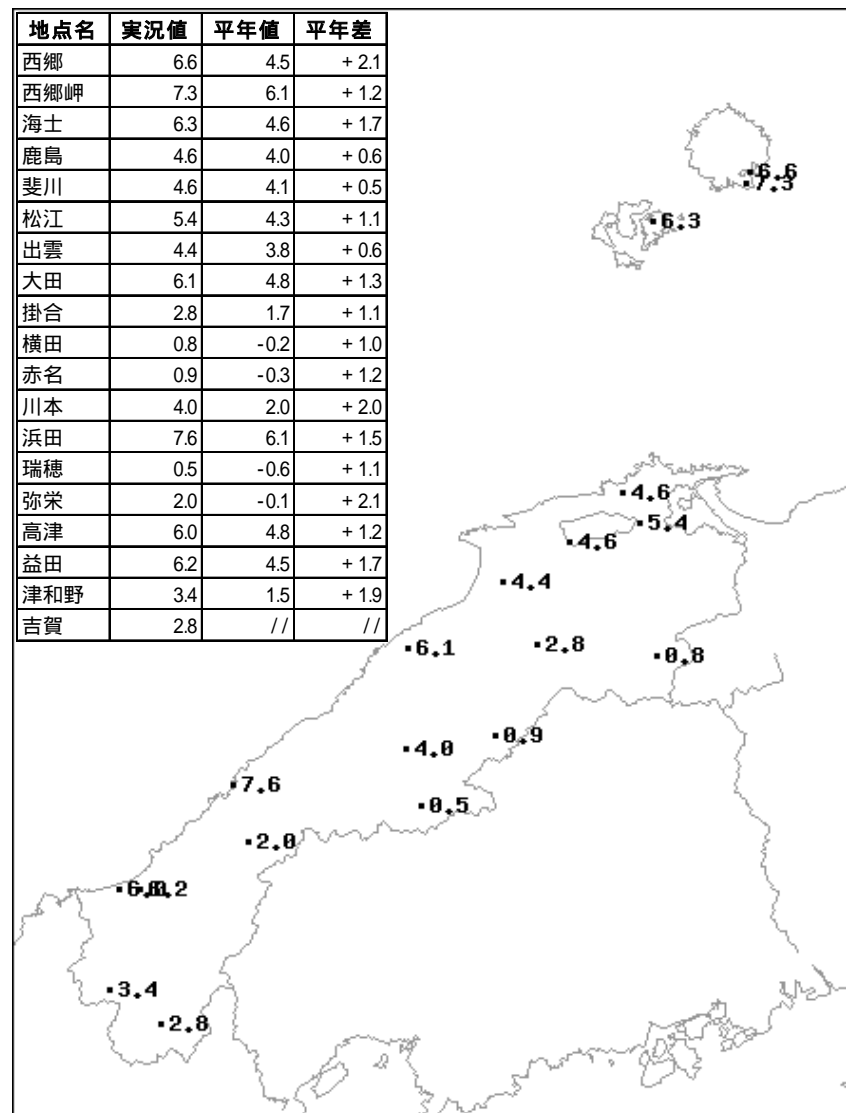 地点名 実況値 平年値 平年差
西郷 6.6 4.5 + 2.1
西郷岬 7.3 6.1 + 1.2
海士 6.3 4.6 + 1.7
鹿島 4.6 4.0 + 0.6
斐川 4.6 4.1 + 0.5
松江 5.4 4.3 + 1.1
出雲 4.4 3.8 + 0.6
大田 6.1 4.8 + 1.3
掛合 2.8 1.7 + 1.1
横田 0.8 -0.2 + 1.0
赤名 0.9 -0.3 + 1.2
川本 4.0 2.0 + 2.0
浜田 7.6 6.1 + 1.5
瑞穂 0.5 -0.6 + 1.1
弥栄 2.0 -0.1 + 2.1
高津 6.0 4.8 + 1.2
益田 6.2 4.5 + 1.7
津和野 3.4 1.5 + 1.9
吉賀 2.8 // //
6.6
7.3
6.3
4.6
5.4
4.6
4.4
6.1
2.8
0.8
0.9
4.0
7.6
0.5
2.0
3.4
2.8